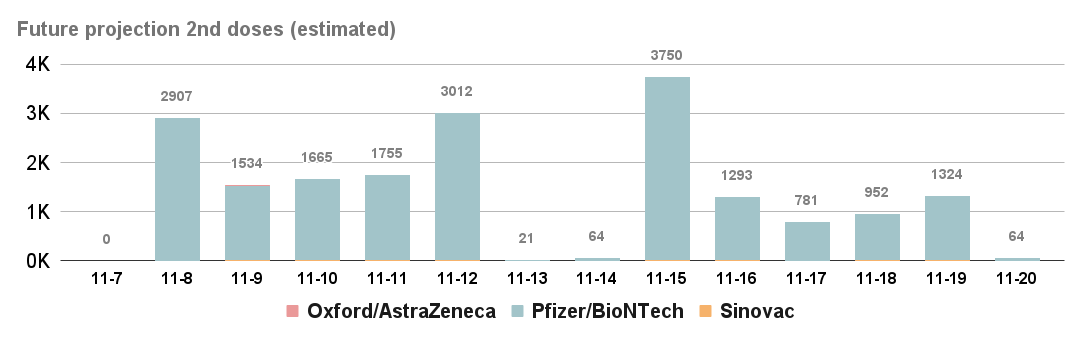 Future projection 2nd doses (estimated)
4K
3K
2K
1K
0K
0
2907
1534
1665
1755
3012
21
64
3750
1293
781
952
1324
64
11-7 11-8 11-9 11-10 11-11 11-12 11-13 11-14 11-15 11-16 11-17 11-18 11-19 11-20
Oxford/AstraZeneca Pfizer/BioNTech Sinovac